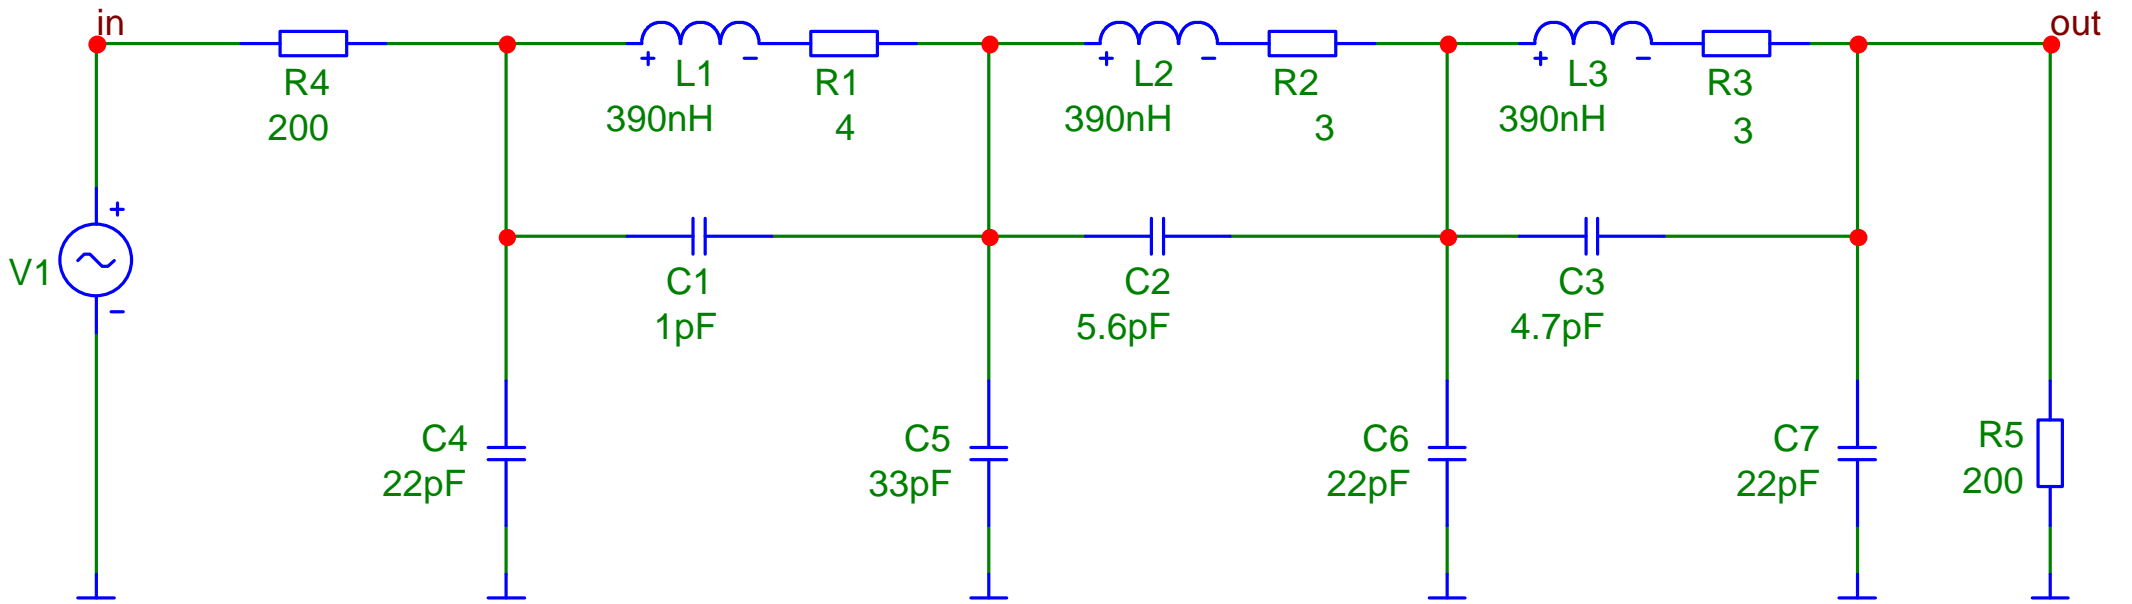 in
out
R4
200
L1
390nH
R1
4
L2
390nH
R2
3
L3
390nH
R3
3
V1
+
−
+
−
+
−
+
−
C1
1pF
C2
5.6pF
C3
4.7pF
C4
22pF
C5
33pF
C6
22pF
C7
22pF
R5
200